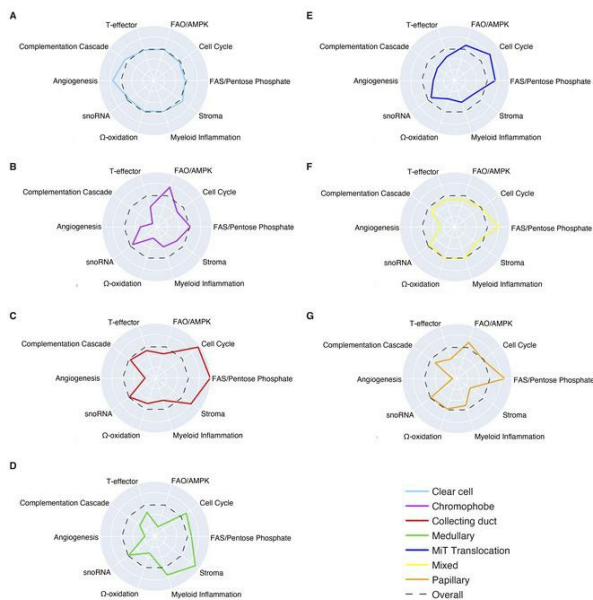 A
T-effector
FAO/AMPK
Complementation Cascade
Cell Cycle
Angiogenesis
FAS/Pentose Phosphate
snoRNA
Stroma
Ω-oxidation
Myeloid Inflammation
B
T-effector
FAO/AMPK
Complementation Cascade
Cell Cycle
Angiogenesis
FAS/Pentose Phosphate
snoRNA
Stroma
Ω-oxidation
Myeloid Inflammation
C
T-effector
FAO/AMPK
Complementation Cascade
Cell Cycle
Angiogenesis
FAS/Pentose Phosphate
snoRNA
Stroma
Ω-oxidation
Myeloid Inflammation
D
T-effector
FAO/AMPK
Complementation Cascade
Cell Cycle
Angiogenesis
FAS/Pentose Phosphate
snoRNA
Stroma
Ω-oxidation
Myeloid Inflammation
E
T-effector
FAO/AMPK
Complementation Cascade
Cell Cycle
Angiogenesis
FAS/Pentose Phosphate
snoRNA
Stroma
Ω-oxidation
Myeloid Inflammation
F
T-effector
FAO/AMPK
Complementation Cascade
Cell Cycle
Angiogenesis
FAS/Pentose Phosphate
snoRNA
Stroma
Ω-oxidation
Myeloid Inflammation
G
T-effector
FAO/AMPK
Complementation Cascade
Cell Cycle
Angiogenesis
FAS/Pentose Phosphate
snoRNA
Stroma
Ω-oxidation
Myeloid Inflammation
Clear cell
Chromophobe
Collecting duct
Medullary
MiT Translocation
Mixed
Papillary
Overall